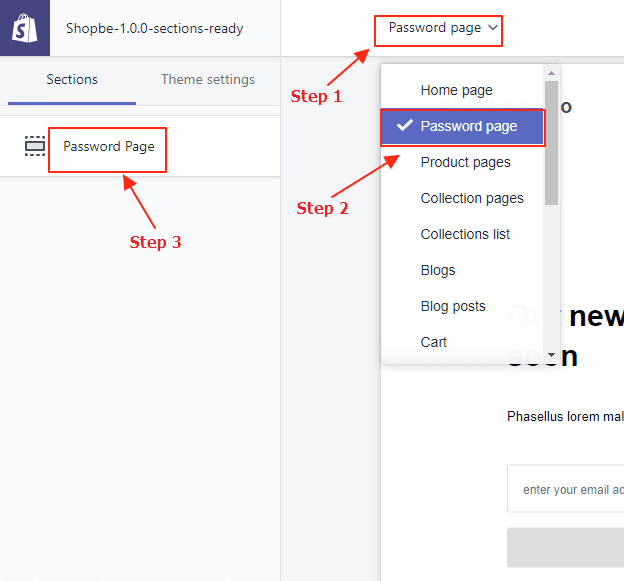 Shopbe-1.0.0-sections-ready
Password page
Sections
Theme settings
Step 1
Password Page
Step 3
Home page
Password page
Product pages
Collection pages
Collections list
Blogs
Blog posts
Cart
Step 2
o
Our new
soon
Phasellus lorem mal
enter your email ad